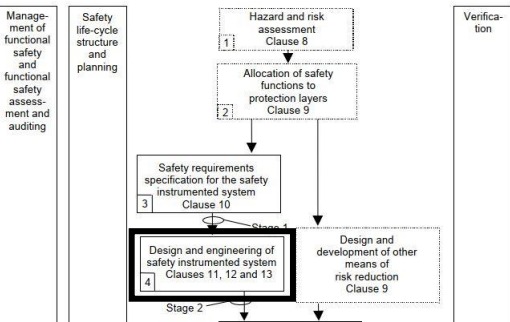 Manage-
ment of
functional
safety
and
functional
safety
assess-
ment and
auditing
Safety
life-cycle
structure
and
planning
Hazard and risk
assessment
Clause 8
1
Allocation of safety
functions to
protection layers
Clause 9
2
Safety requirements
specification for the safety
instrumented system
Clause 10
3
Stage 1
Design and engineering of
safety instrumented system
Clauses 11, 12 and 13
4
Design and
development of other
means of
risk reduction
Clause 9
Stage 2
Verifica-
tion